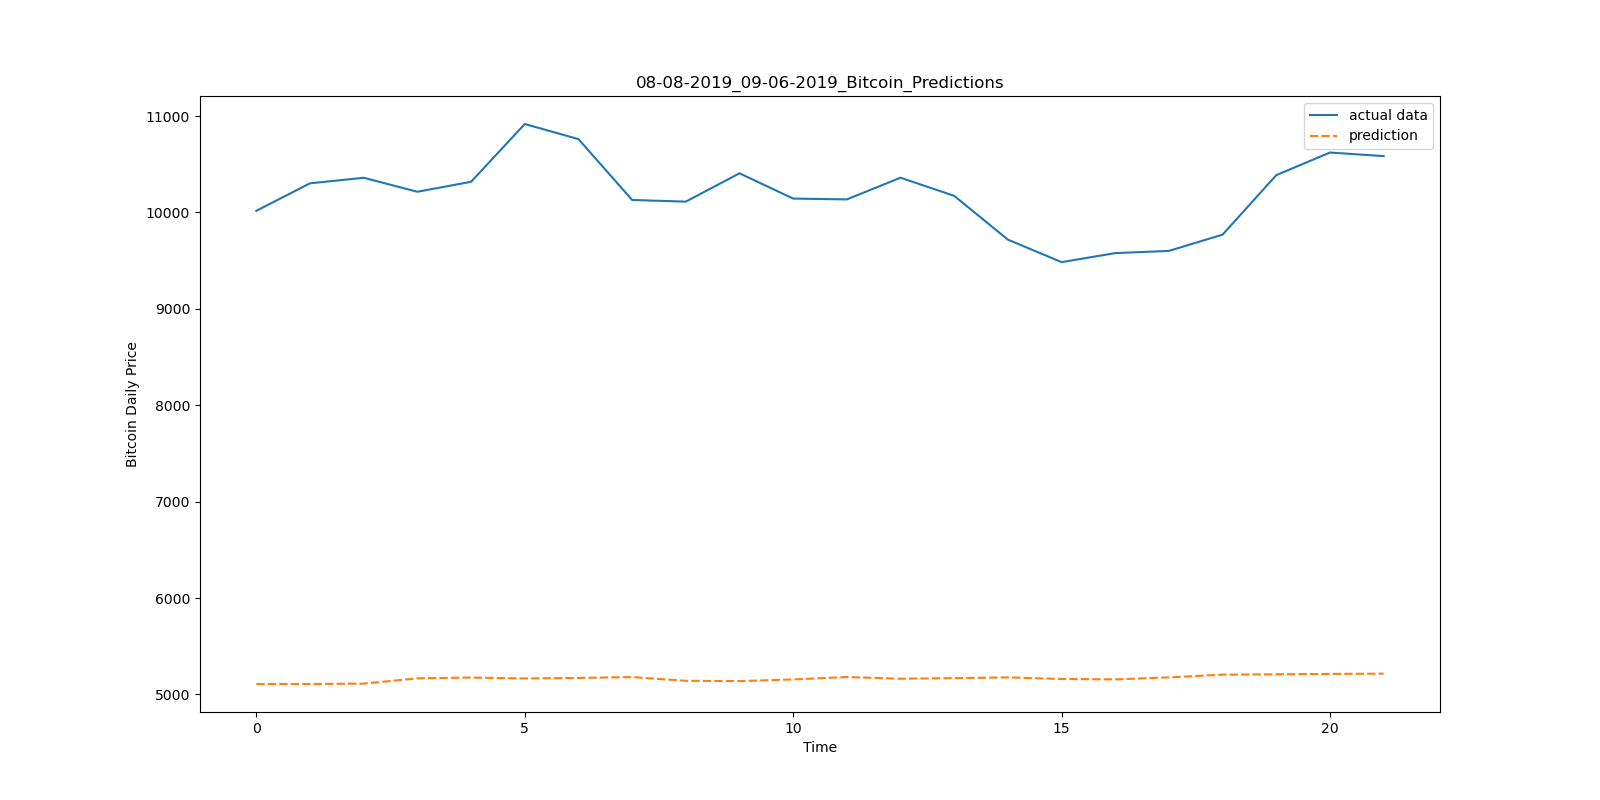 08-08-2019_09-06-2019_Bitcoin_Predictions
actual data
prediction
11000
10000
9000
8000
7000
6000
5000
Bitcoin Daily Price
0 5 10 15 20
Time